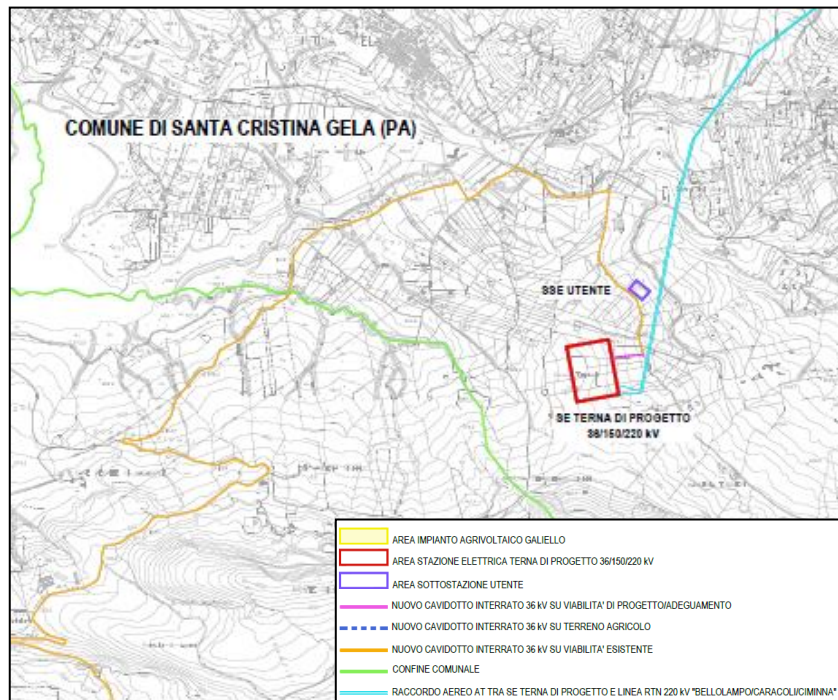 COMUNE DI SANTA CRISTINA GELA (PA)
SSE UTENTE
SE TERNA DI PROGETTO
36/150/220 kV
AREA IMPIANTO AGRIVOLTAICO GALIELLO
AREA STAZIONE ELETTRICA TERNA DI PROGETTO 36/150/220 kV
AREA SOTTOSTAZIONE UTENTE
NUOVO CAVIDOTTO INTERRATO 36 kV SU VIABILITA' DI PROGETTO/ADEGUAMENTO
NUOVO CAVIDOTTO INTERRATO 36 kV SU TERRENO AGRICOLO
NUOVO CAVIDOTTO INTERRATO 36 kV SU VIABILITA' ESISTENTE
CONFINE COMUNALE
RACCORDO AEREO AT TRA SE TERNA DI PROGETTO E LINEA RTN 220 kV "BELLOLAMPO/CARACOLI/CIMINNA"